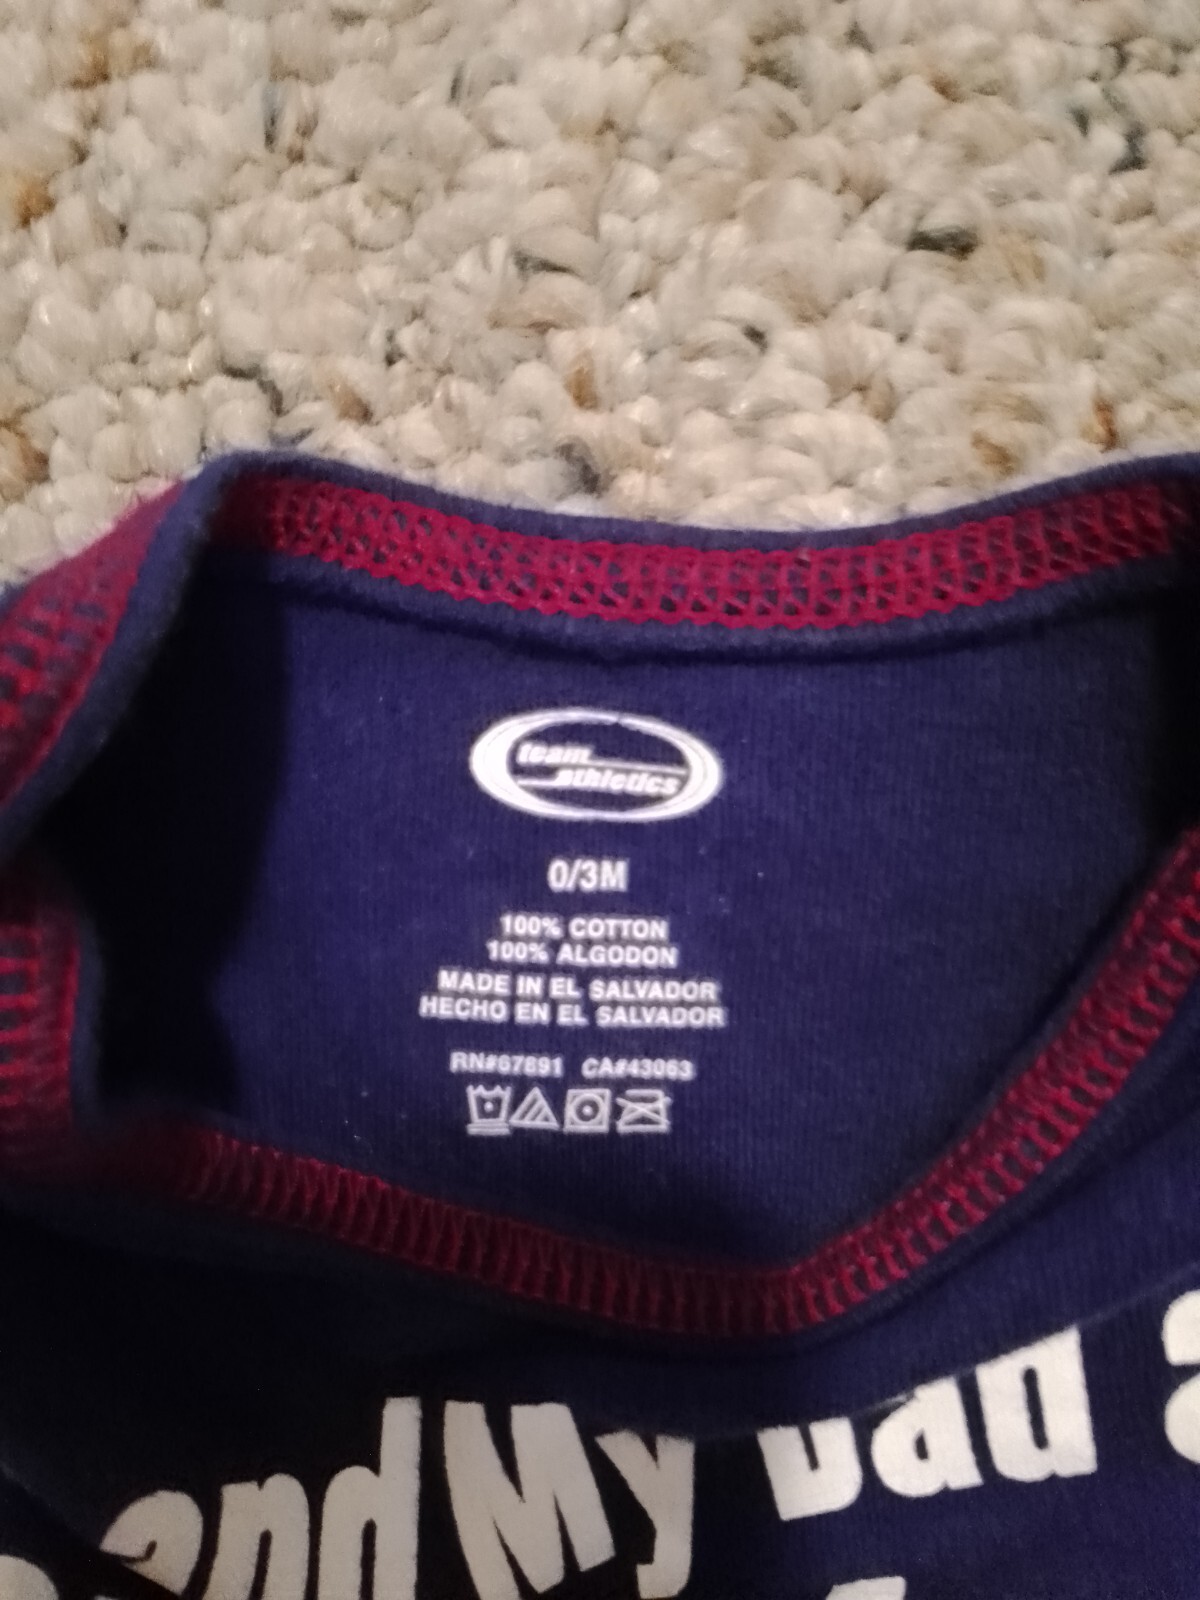 team
athletics
0/3M
100% COTTON
100% ALGODON
MADE IN EL SALVADOR
HECHO EN EL SALVADOR
RN#67891 CA#43063
and My Dad